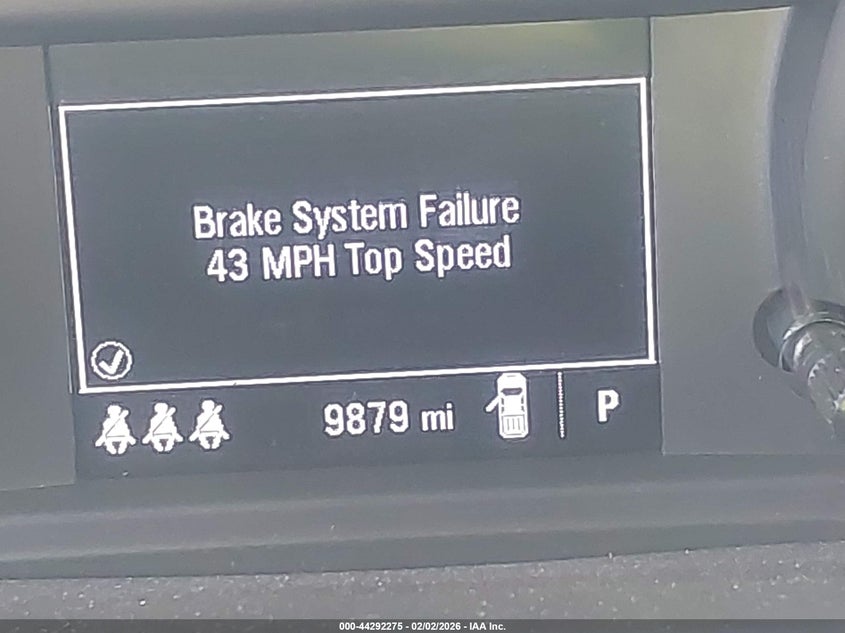 Brake System Failure
43 MPH Top Speed
9879 mi
P
000-44292275 - 02/02/2026 - IAA Inc.